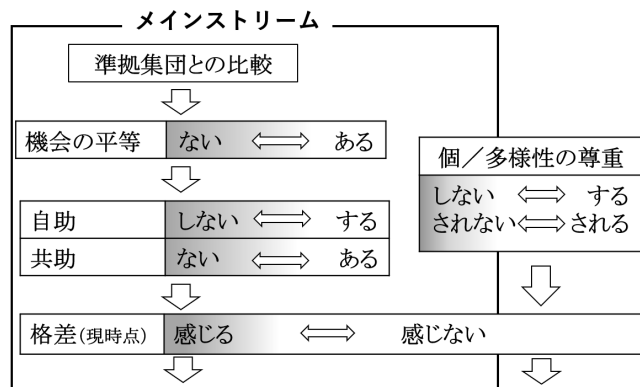 メインストリーム
準拠集団との比較
機会の平等 ない ある
個／多様性の尊重
しない する
されない される
自助 しない する
共助 ない ある
格差(現時点) 感じる 感じない